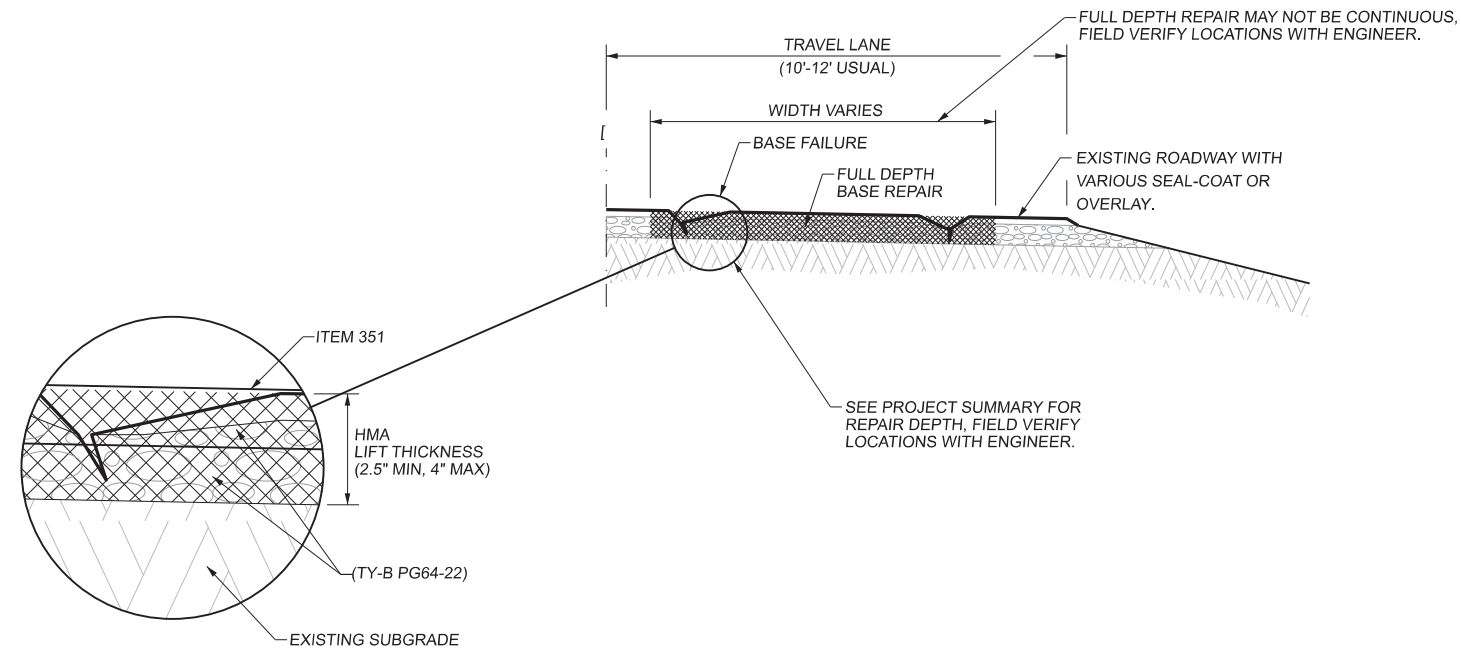 FULL DEPTH REPAIR MAY NOT BE CONTINUOUS,
FIELD VERIFY LOCATIONS WITH ENGINEER.
TRAVEL LANE
(10'-12' USUAL)
WIDTH VARIES
BASE FAILURE
FULL DEPTH
BASE REPAIR
EXISTING ROADWAY WITH
VARIOUS SEAL-COAT OR
OVERLAY.
ITEM 351
HMA
LIFT THICKNESS
(2.5" MIN, 4" MAX)
SEE PROJECT SUMMARY FOR
REPAIR DEPTH, FIELD VERIFY
LOCATIONS WITH ENGINEER.
(TY-B PG64-22)
EXISTING SUBGRADE